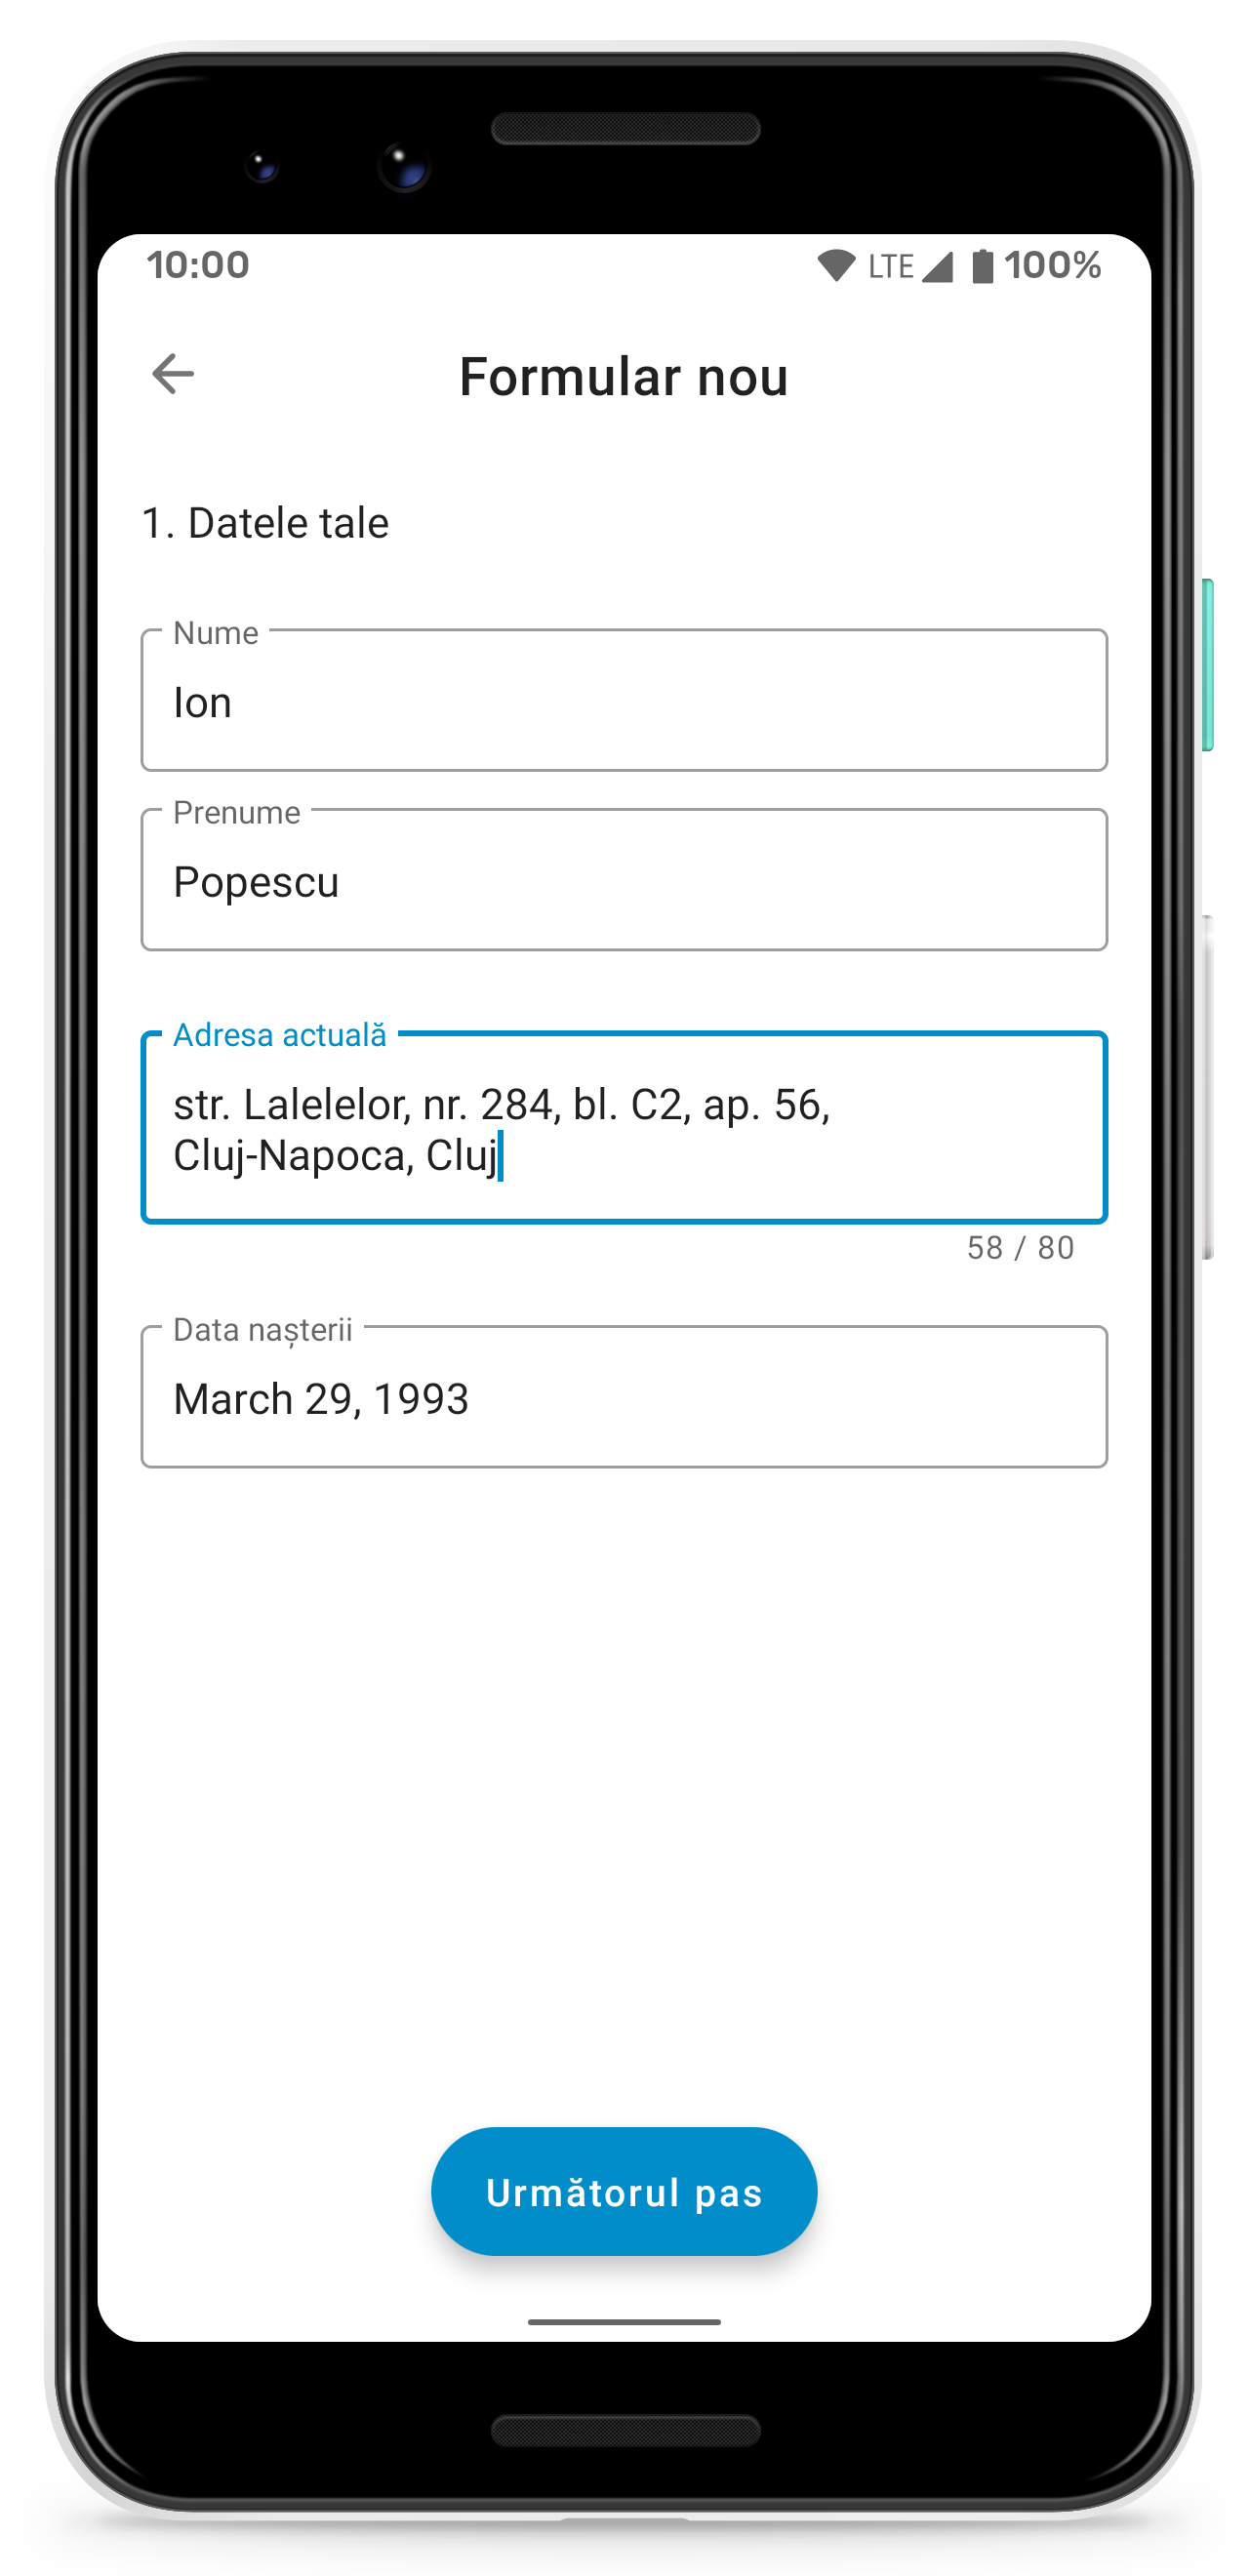 10:00 LTE 100%
Formular nou
1. Datele tale
Nume
Ion
Prenume
Popescu
Adresa actuală
str. Lalelelor, nr. 284, bl. C2, ap. 56,
Cluj-Napoca, Cluj
58 / 80
Data nașterii
March 29, 1993
Următorul pas